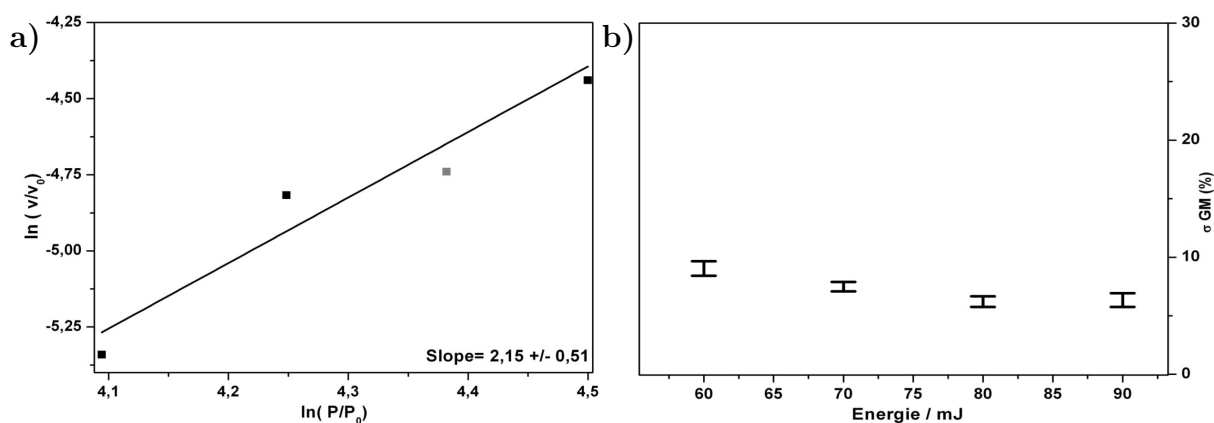 a)
-4,25
-4,50
-4,75
-5,00
-5,25
ln ( v/v0)
4,1 4,2 4,3 4,4 4,5
ln( P/P0)
Slope= 2,15 +/- 0,51
b)
30
20
10
0
σ GM (%)
60 65 70 75 80 85 90
Energie / mJ